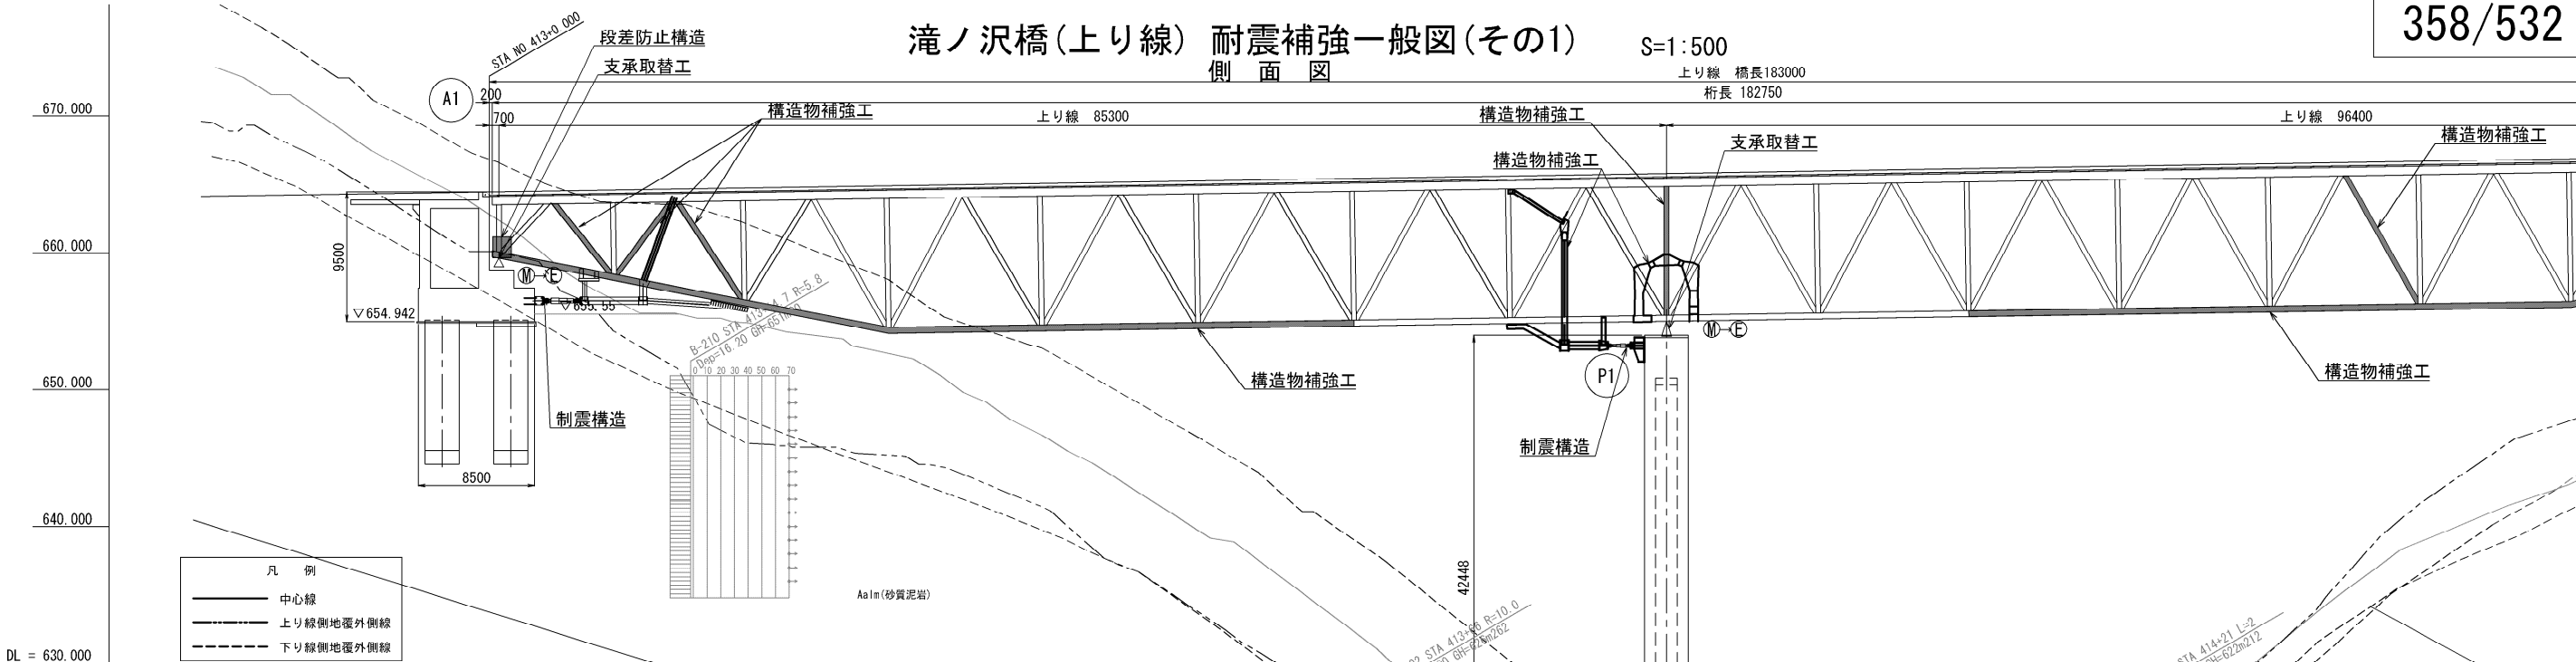 滝ノ沢橋(上り線) 耐震補強一般図(その1) S=1:500
側 面 図
358/532
STA NO 413+0.000
段差防止構造
支承取替工
A1
200
700
構造物補強工
上り線 橋長183000
桁長 182750
上り線 85300
上り線 96400
構造物補強工
構造物補強工
支承取替工
構造物補強工
670.000
660.000
650.000
640.000
DL = 630.000
9500
▽654.942
M→E
▽655.55
8500
制震構造
構造物補強工
P1
M→E
制震構造
構造物補強工
42448
0 10 20 30 40 50 60 70
Aalm(砂質泥岩)
凡 例
中心線
上り線側地覆外側線
下り線側地覆外側線